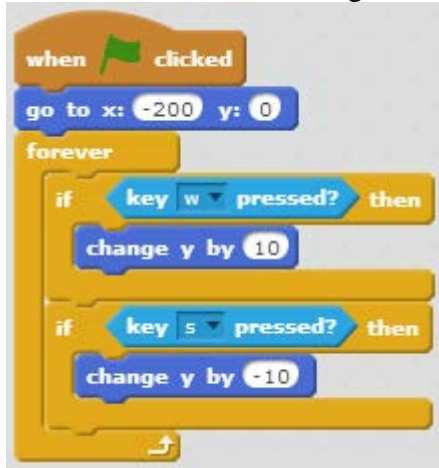 when clicked
go to x: -200 y: 0
forever
if key w pressed? then
change y by 10
if key s pressed? then
change y by -10